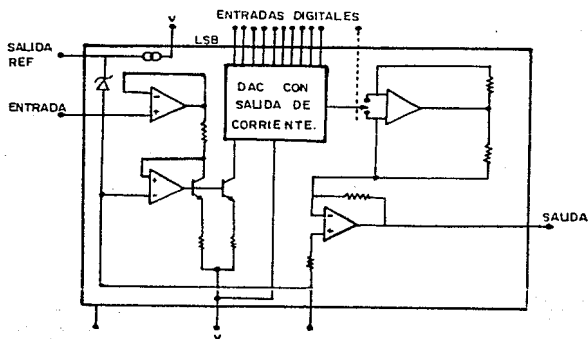 ENTRADAS DIGITALES
V
LSB
SALIDA
REF
ENTRADA
DAC CON
SALIDA DE
CORRIENTE.
SALIDA
V